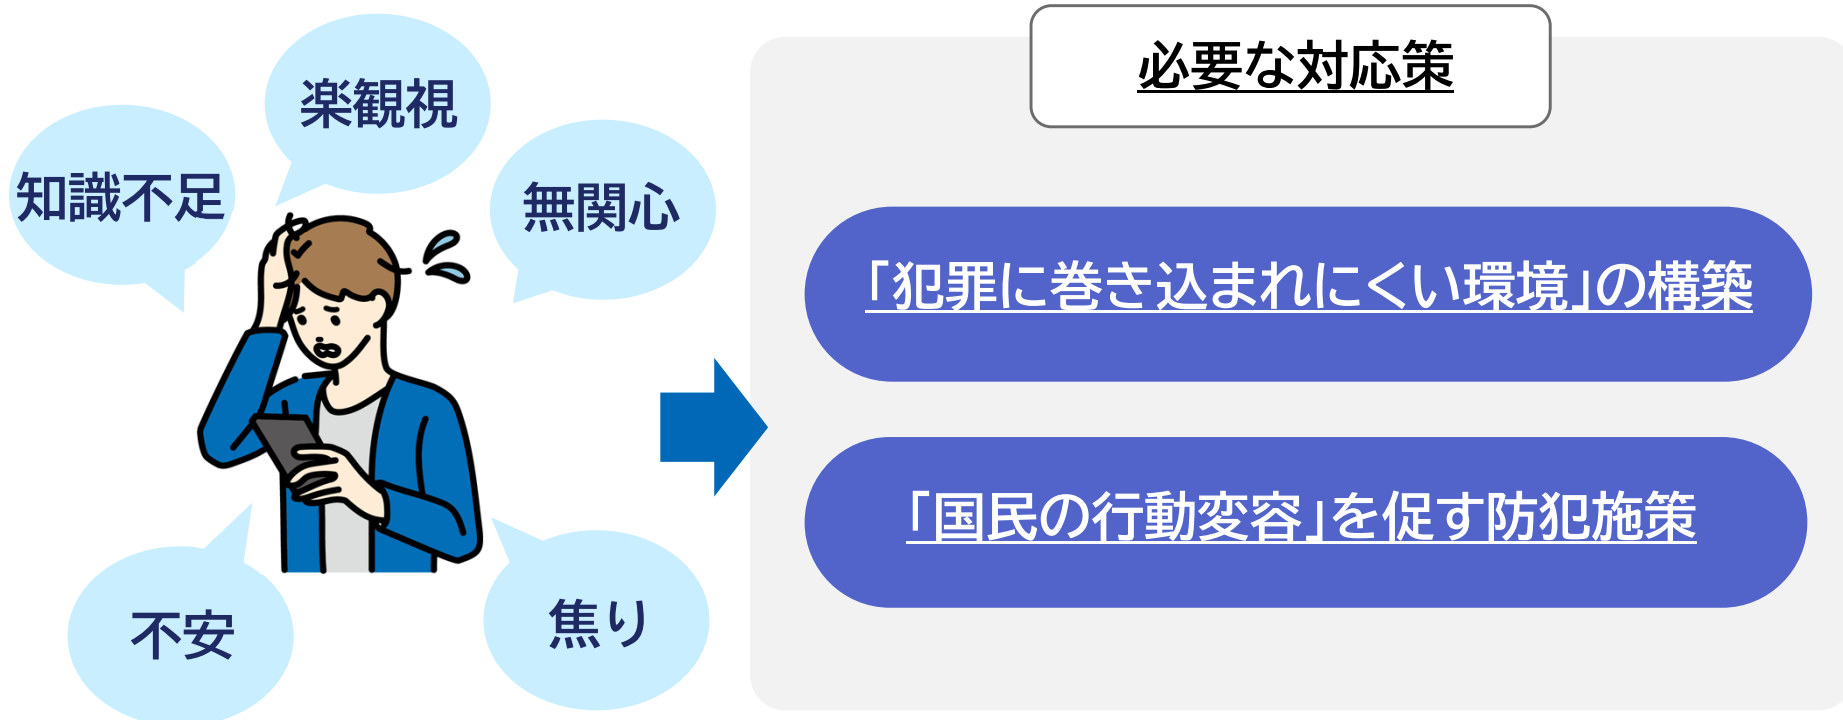 楽観視
知識不足
無関心
不安
焦り
必要な対応策
「犯罪に巻き込まれにくい環境」の構築
「国民の行動変容」を促す防犯施策